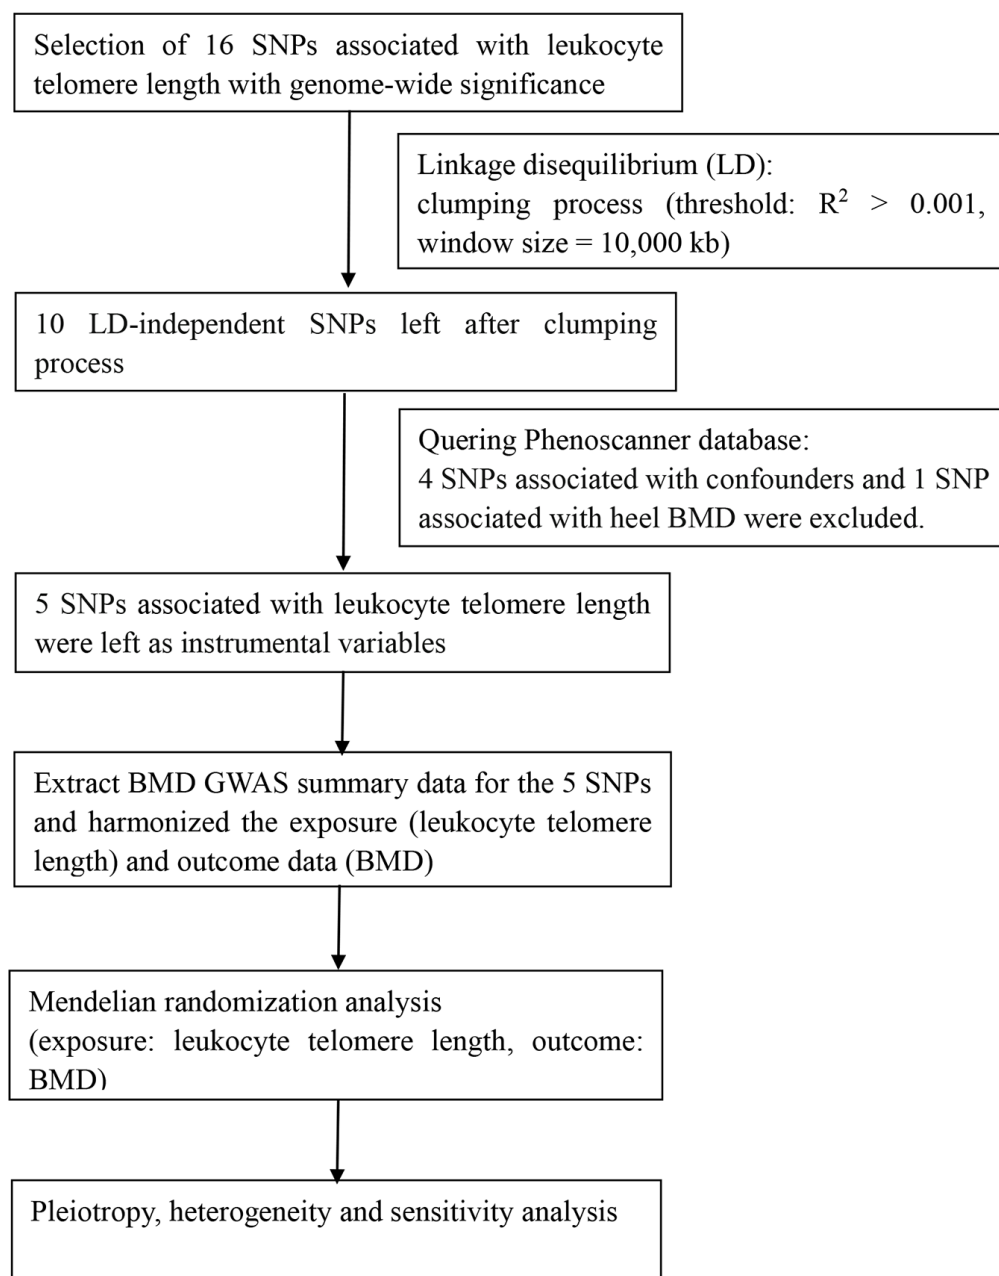 Selection of 16 SNPs associated with leukocyte
telomere length with genome-wide significance
Linkage disequilibrium (LD):
clumping process (threshold: R² > 0.001,
window size = 10,000 kb)
10 LD-independent SNPs left after clumping
process
Quering Phenoscanner database:
4 SNPs associated with confounders and 1 SNP
associated with heel BMD were excluded.
5 SNPs associated with leukocyte telomere length
were left as instrumental variables
Extract BMD GWAS summary data for the 5 SNPs
and harmonized the exposure (leukocyte telomere
length) and outcome data (BMD)
Mendelian randomization analysis
(exposure: leukocyte telomere length, outcome:
BMD)
Pleiotropy, heterogeneity and sensitivity analysis